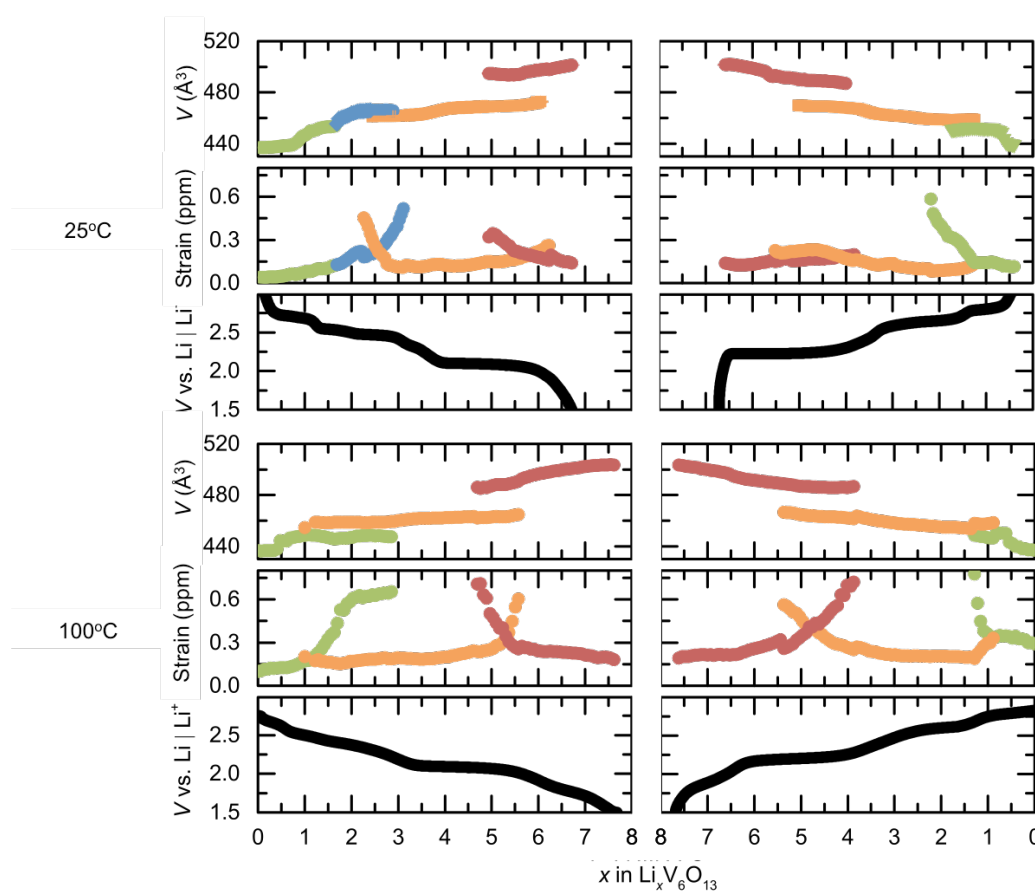 520
480
440
V (Å³)
0.6
0.3
0.0
Strain (ppm)
25°C
2.5
2.0
1.5
V vs. Li | Li
520
480
440
V (Å³)
0.6
0.3
0.0
Strain (ppm)
100°C
2.5
2.0
1.5
V vs. Li | Li⁺
0 1 2 3 4 5 6 7 8 8 7 6 5 4 3 2 1 0
x in LiₓV₆O₁₃